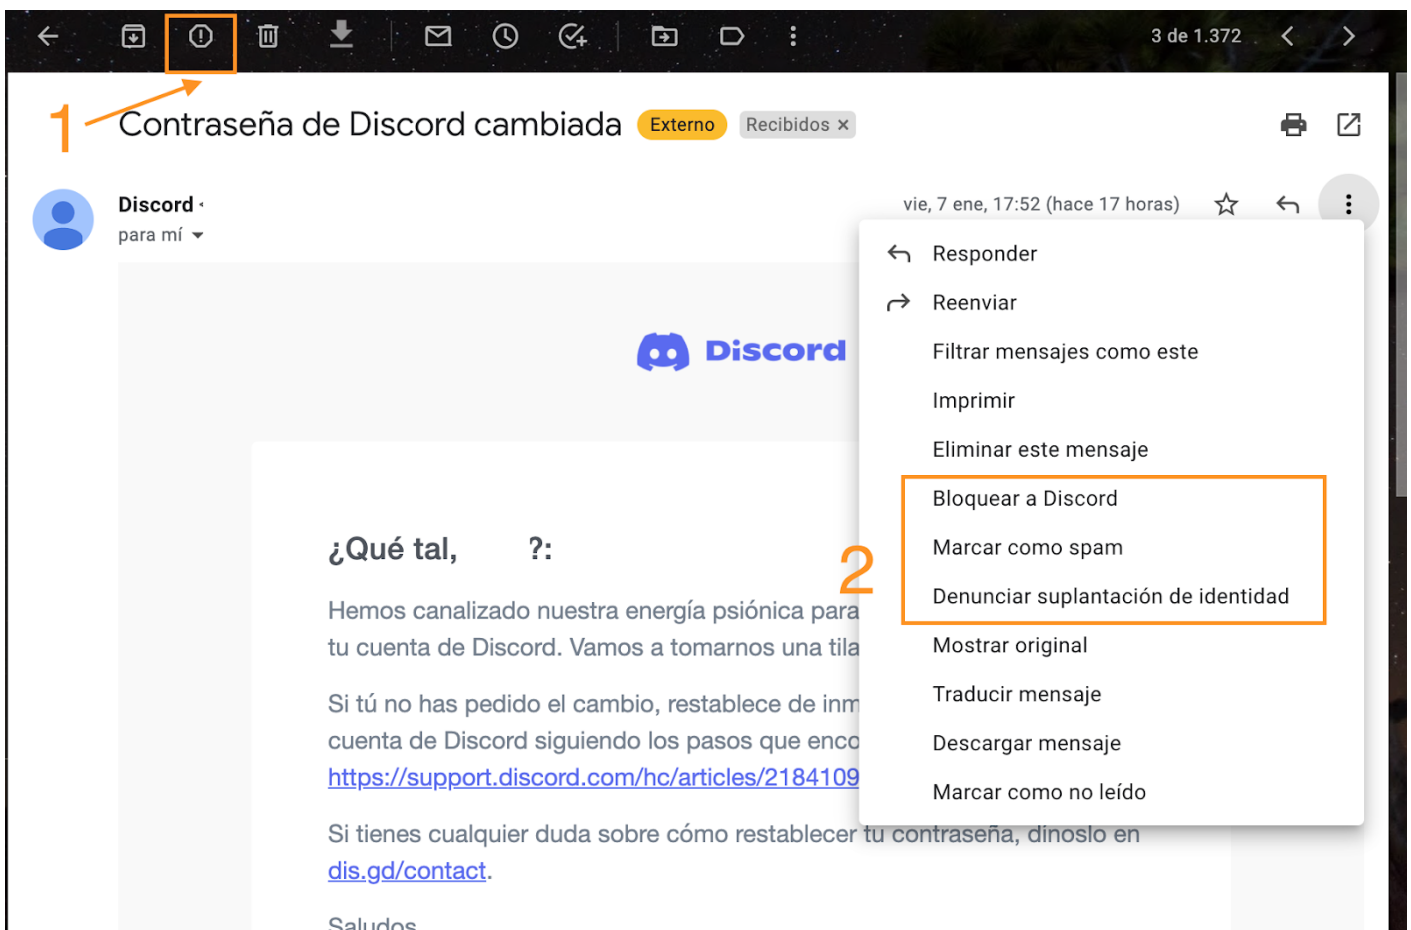 3 de 1.372
1
Contraseña de Discord cambiada Externo Recibidos ×
Discord
vie, 7 ene, 17:52 (hace 17 horas)
para mí
Responder
Reenviar
Filtrar mensajes como este
Imprimir
Eliminar este mensaje
2
Bloquear a Discord
Marcar como spam
Denunciar suplantación de identidad
Mostrar original
Traducir mensaje
Descargar mensaje
Marcar como no leído
Discord
¿Qué tal, ?:
Hemos canalizado nuestra energía psiónica para
tu cuenta de Discord. Vamos a tomarnos una tila
Si tú no has pedido el cambio, restablece de inm
cuenta de Discord siguiendo los pasos que enco
https://support.discord.com/hc/articles/2184109
Si tienes cualquier duda sobre cómo restablecer tu contraseña, dínoslo en
dis.gd/contact.
Saludos